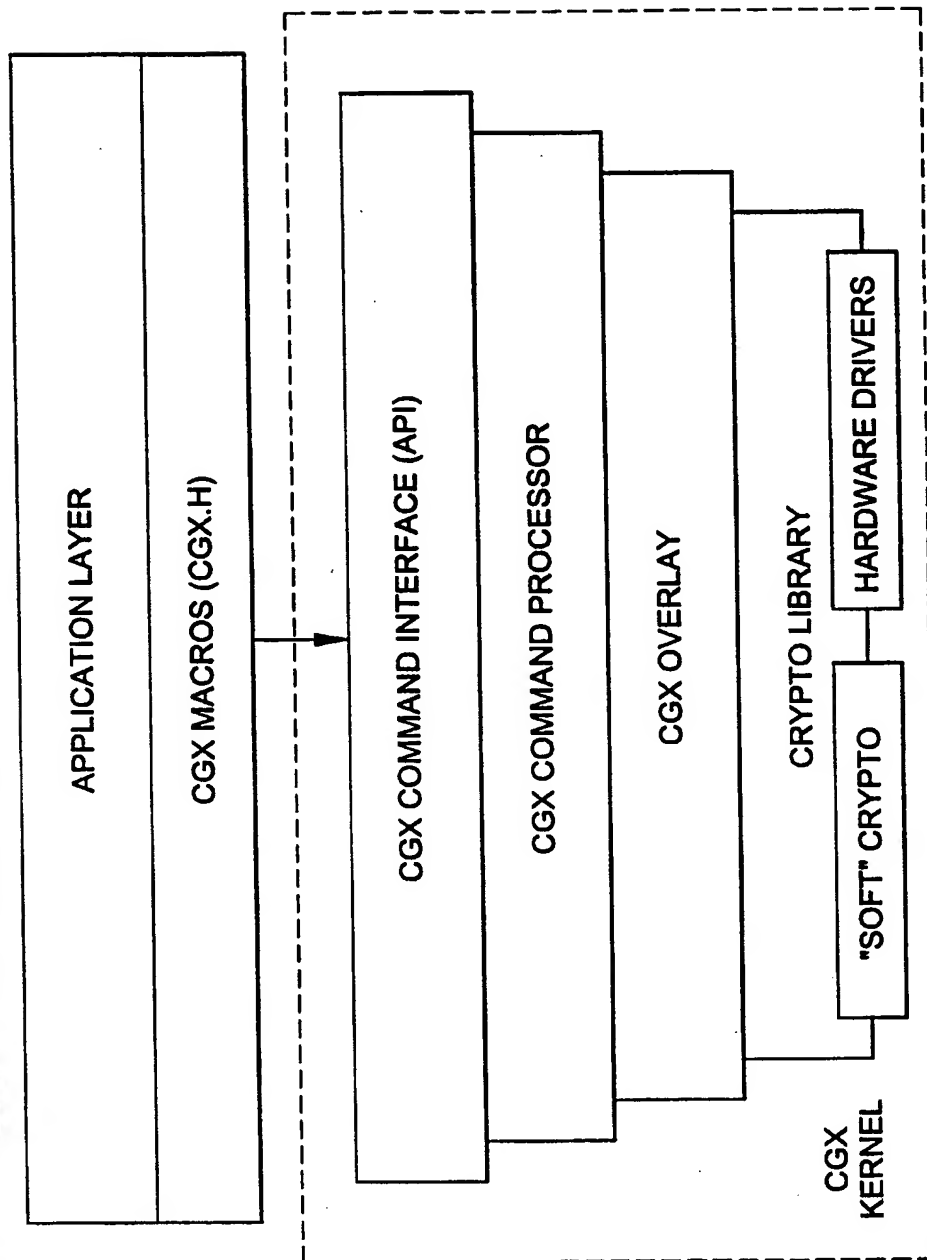 APPLICATION LAYER
CGX MACROS (CGX.H)
CGX COMMAND INTERFACE (API)
CGX COMMAND PROCESSOR
CGX OVERLAY
CRYPTO LIBRARY
"SOFT" CRYPTO
HARDWARE DRIVERS
CGX
KERNEL